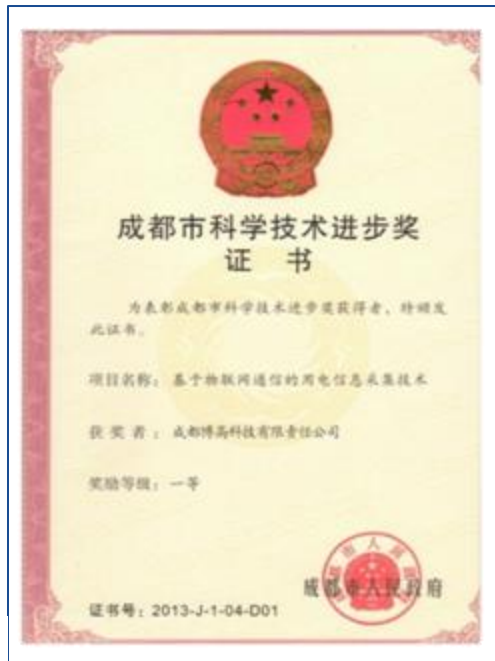 成都市科学技术进步奖
证 书
为表彰成都市科学技术进步奖获得者，特颁发
此证书。
项目名称：基于物联网通信的用电信息采集技术
获 奖 者：成都博高科技有限责任公司
奖励等级：一等
成都市人民政府
证书号：2013-J-1-04-D01